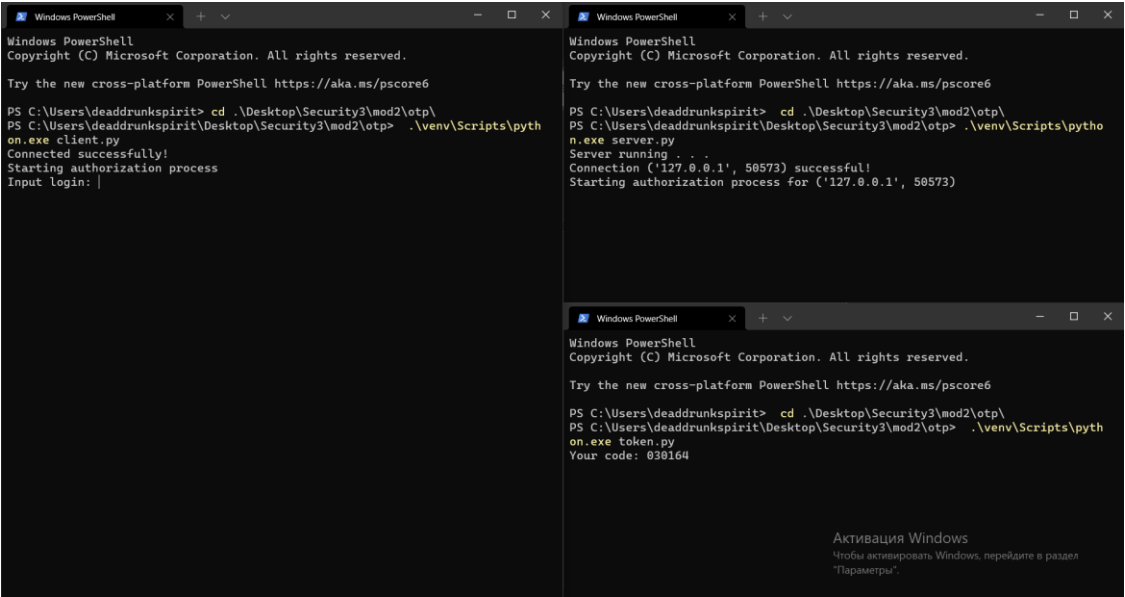 Windows PowerShell
Windows PowerShell
Copyright (C) Microsoft Corporation. All rights reserved.
Try the new cross-platform PowerShell https://aka.ms/pscore6
PS C:\Users\deaddrunkspirit> cd .\Desktop\Security3\mod2\otp\
PS C:\Users\deaddrunkspirit\Desktop\Security3\mod2\otp>  .\venv\Scripts\pyth
on.exe client.py
Connected successfully!
Starting authorization process
Input login:
Windows PowerShell
Windows PowerShell
Copyright (C) Microsoft Corporation. All rights reserved.
Try the new cross-platform PowerShell https://aka.ms/pscore6
PS C:\Users\deaddrunkspirit>  cd .\Desktop\Security3\mod2\otp\
PS C:\Users\deaddrunkspirit\Desktop\Security3\mod2\otp> .\venv\Scripts\pytho
n.exe server.py
Server running . . .
Connection ('127.0.0.1', 50573) successful!
Starting authorization process for ('127.0.0.1', 50573)
Windows PowerShell
Windows PowerShell
Copyright (C) Microsoft Corporation. All rights reserved.
Try the new cross-platform PowerShell https://aka.ms/pscore6
PS C:\Users\deaddrunkspirit>  cd .\Desktop\Security3\mod2\otp\
PS C:\Users\deaddrunkspirit\Desktop\Security3\mod2\otp>  .\venv\Scripts\pyth
on.exe token.py
Your code: 030164
Активация Windows
Чтобы активировать Windows, перейдите в раздел
"Параметры".